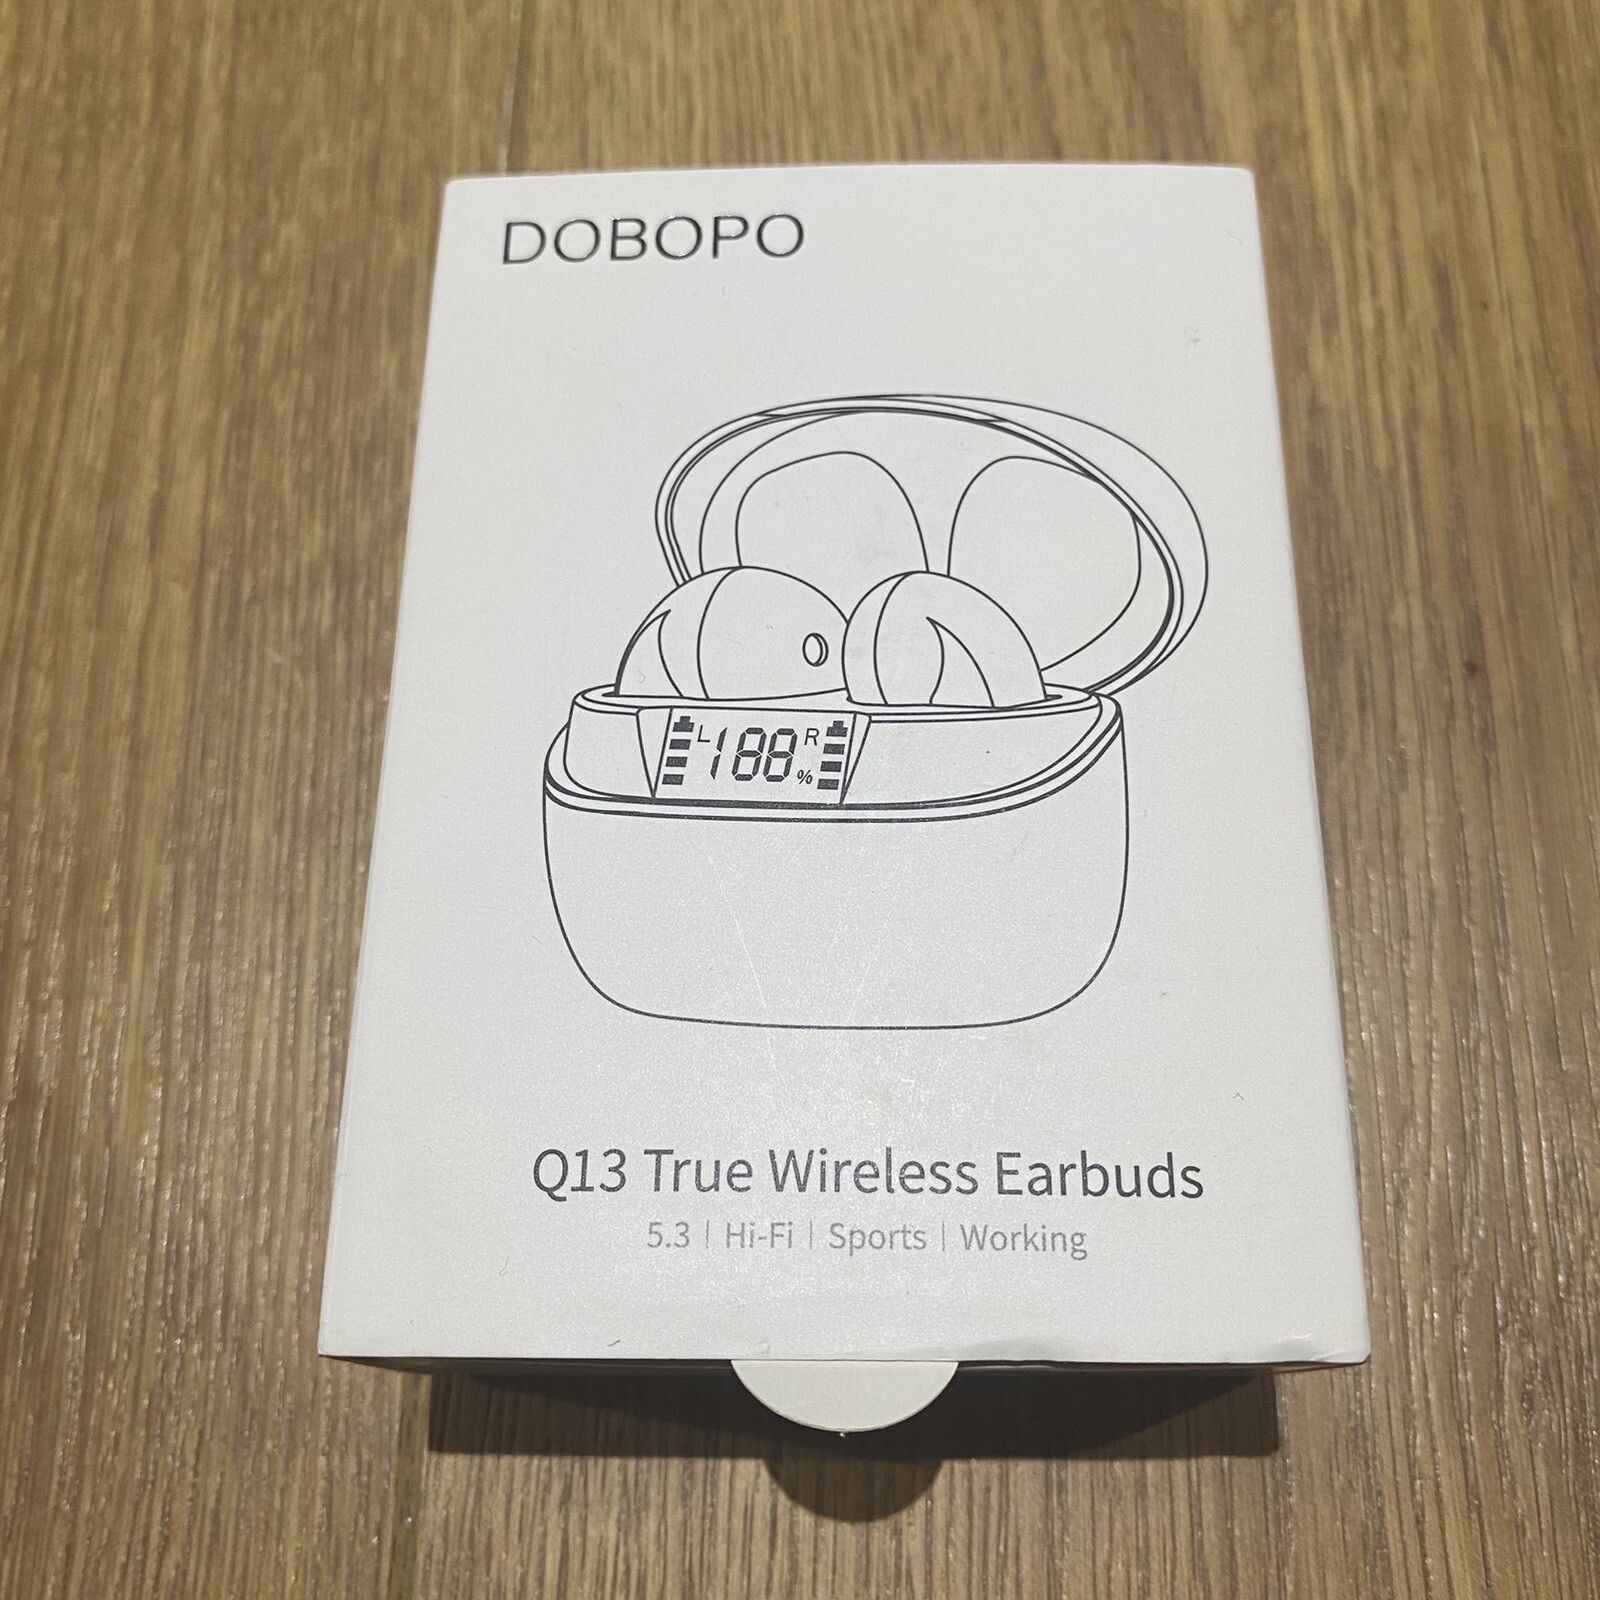 DOBOPO
L 188 % R
Q13 True Wireless Earbuds
5.3 | Hi-Fi | Sports | Working